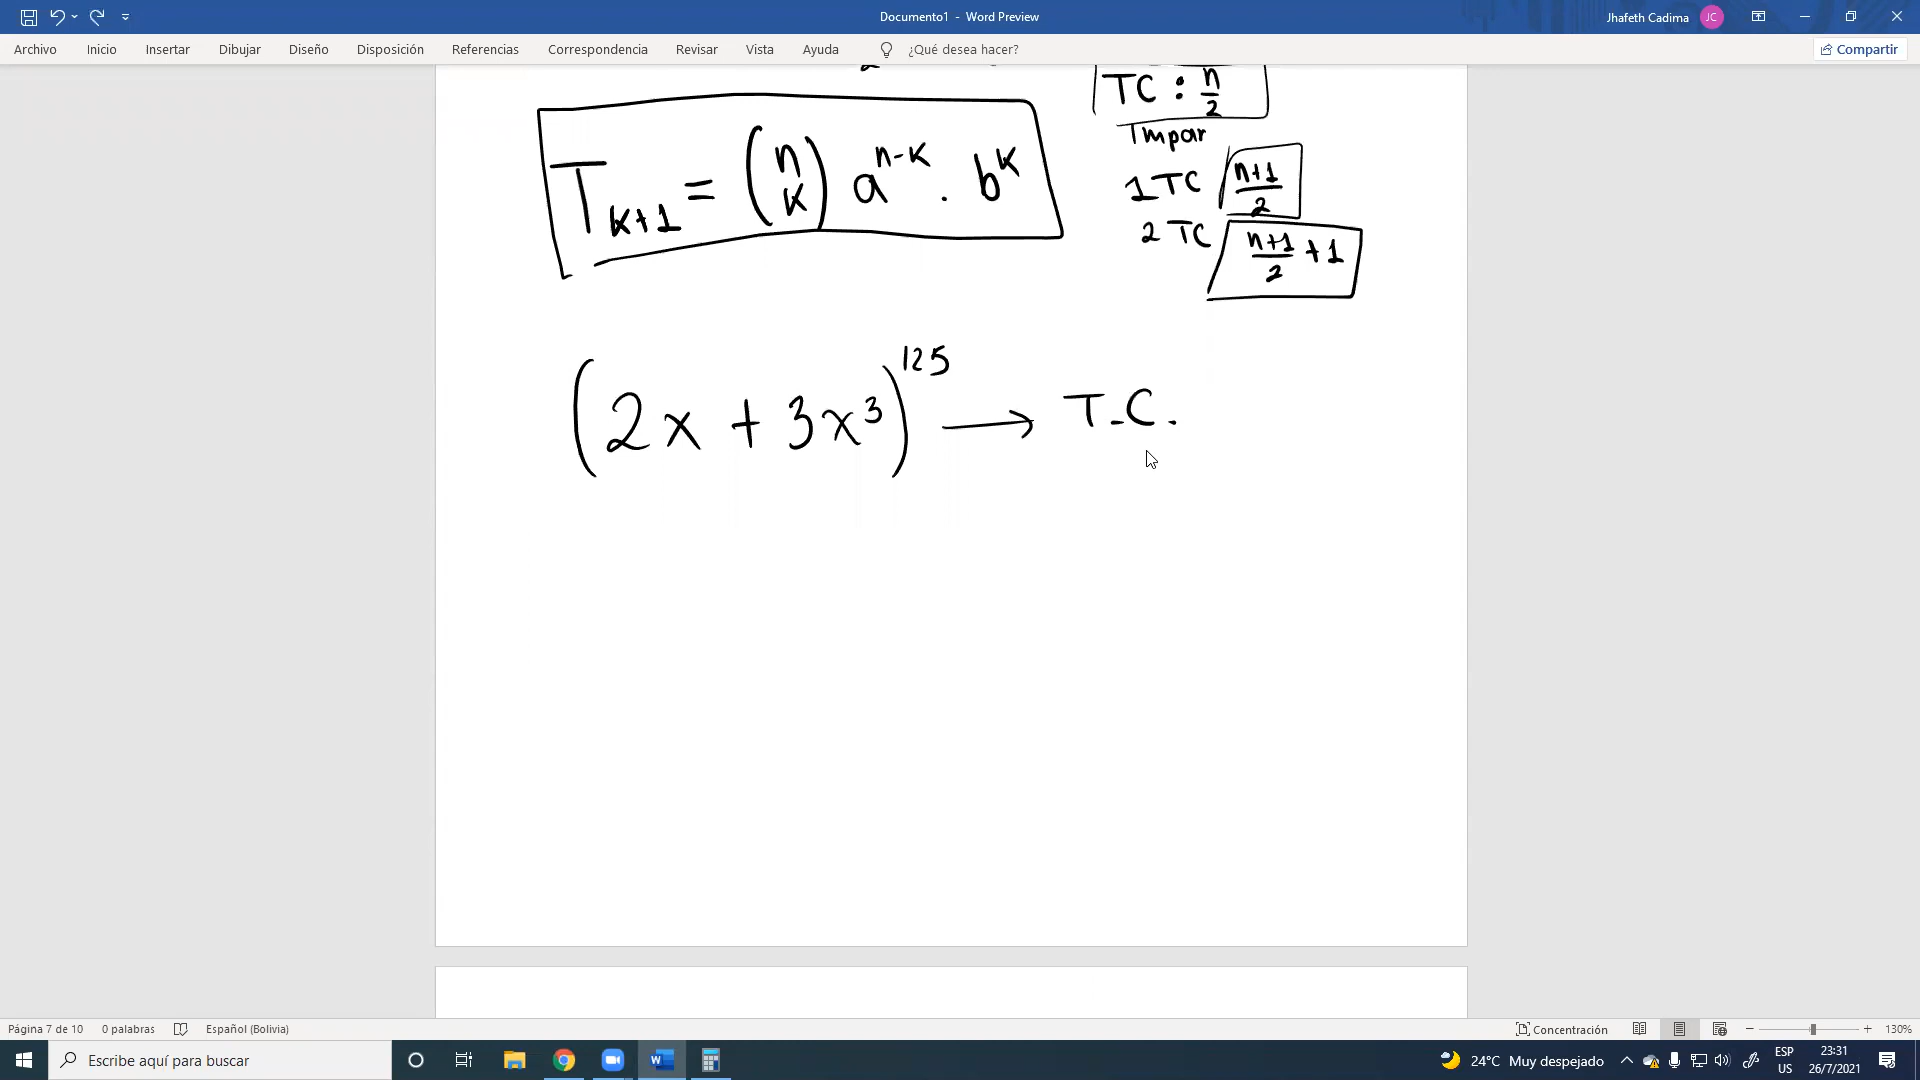 Documento1 - Word Preview
Jhafeth Cadima
JC
Archivo Inicio Insertar Dibujar Diseño Disposición Referencias Correspondencia Revisar Vista Ayuda ¿Qué desea hacer? Compartir
TC : n/2
Impar
1 TC (n+1)/2
2 TC (n+1)/2 + 1
T_{k+1} = (n k) a^{n-k} . b^k
(2x + 3x^3)^{125} → T.C.
Página 7 de 10 0 palabras Español (Bolivia) Concentración 130%
Escribe aquí para buscar
24°C Muy despejado
ESP
US
23:31
26/7/2021